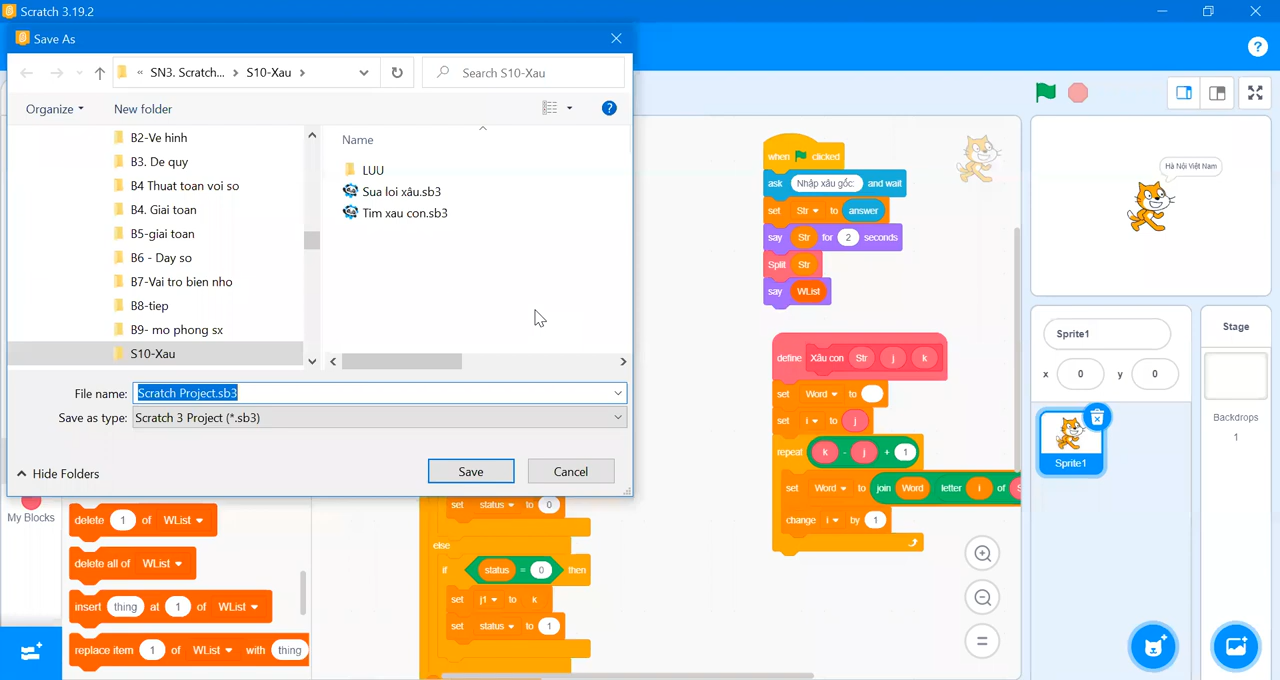 Scratch 3.19.2
Save As
« SN3. Scratch... › S10-Xau ›
Search S10-Xau
Organize
New folder
Name
B2-Ve hinh
B3. De quy
B4 Thuat toan voi so
B4. Giai toan
B5-giai toan
B6 - Day so
B7-Vai tro bien nho
B8-tiep
B9- mo phong sx
S10-Xau
LUU
Sua loi xâu.sb3
Tim xau con.sb3
File name: Scratch Project.sb3
Save as type: Scratch 3 Project (*.sb3)
Hide Folders
Save
Cancel
My Blocks
delete 1 of WList
delete all of WList
insert thing at 1 of WList
replace item 1 of WList with thing
set status to 0
else
if status = 0 then
set j1 to k
set status to 1
when clicked
ask Nhập xâu gốc: and wait
set Str to answer
say Str for 2 seconds
Split Str
say WList
define Xâu con Str j k
set Word to
set i to j
repeat k - j + 1
set Word to join Word letter i of S
change i by 1
Hà Nôi Việt Nam
Sprite1
x 0 y 0
Sprite1
Stage
Backdrops
1